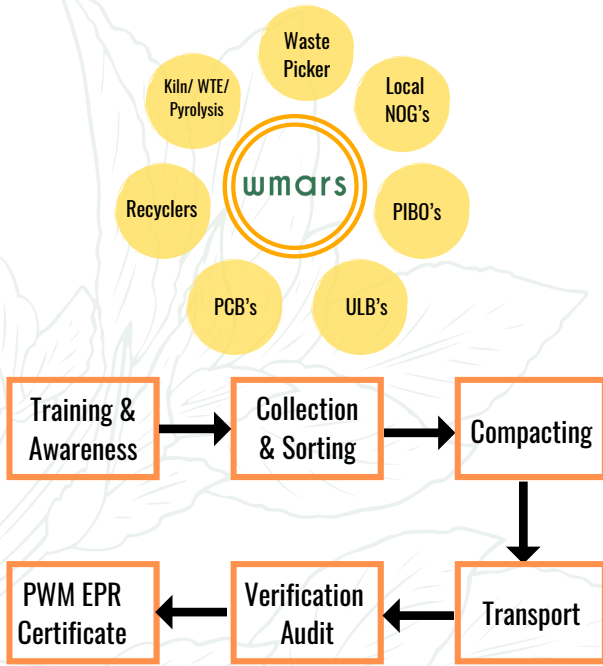 Waste
Picker
Kiln/ WTE/
Pyrolysis
Local
NOG's
wmars
Recyclers
PIBO's
PCB's
ULB's
Training &
Awareness
Collection
& Sorting
Compacting
PWM EPR
Certificate
Verification
Audit
Transport